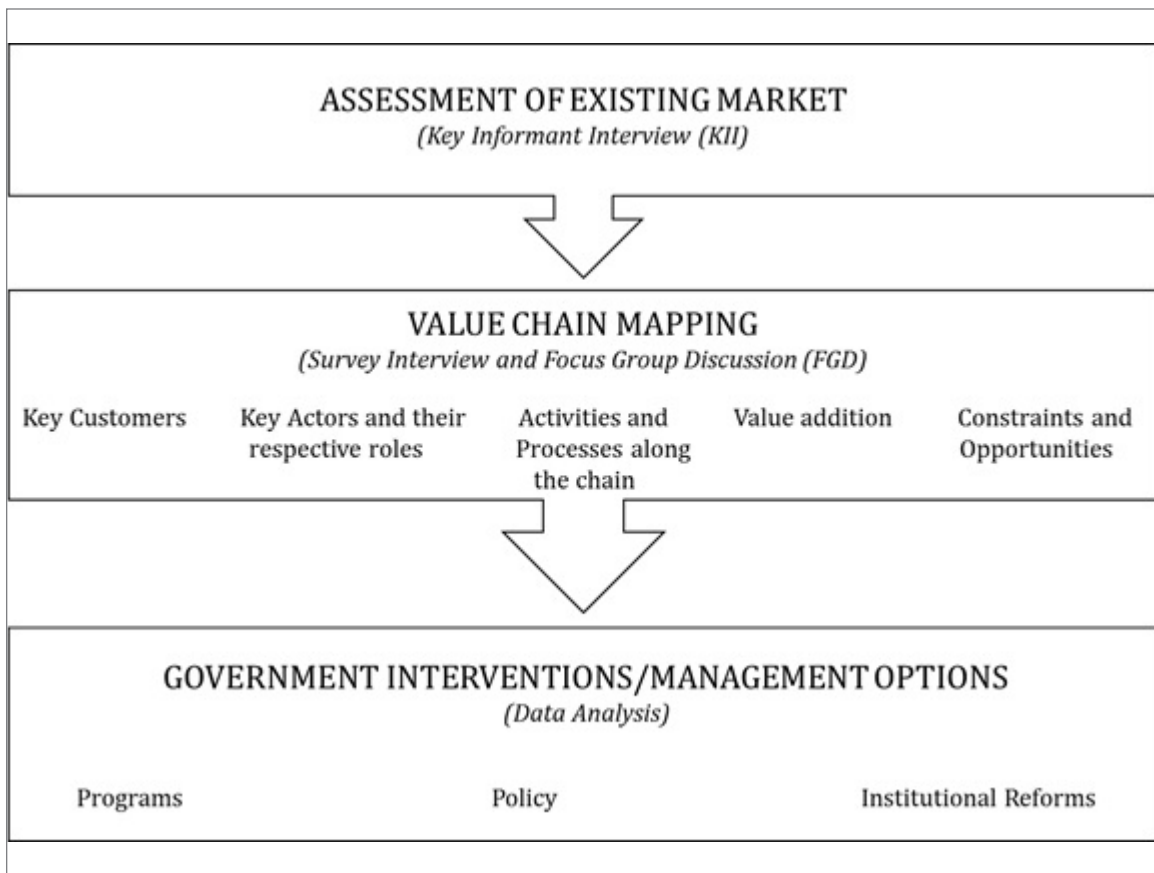 ASSESSMENT OF EXISTING MARKET
(Key Informant Interview (KII)
VALUE CHAIN MAPPING
(Survey Interview and Focus Group Discussion (FGD)
Key Customers
Key Actors and their
respective roles
Activities and
Processes along
the chain
Value addition
Constraints and
Opportunities
GOVERNMENT INTERVENTIONS/MANAGEMENT OPTIONS
(Data Analysis)
Programs
Policy
Institutional Reforms